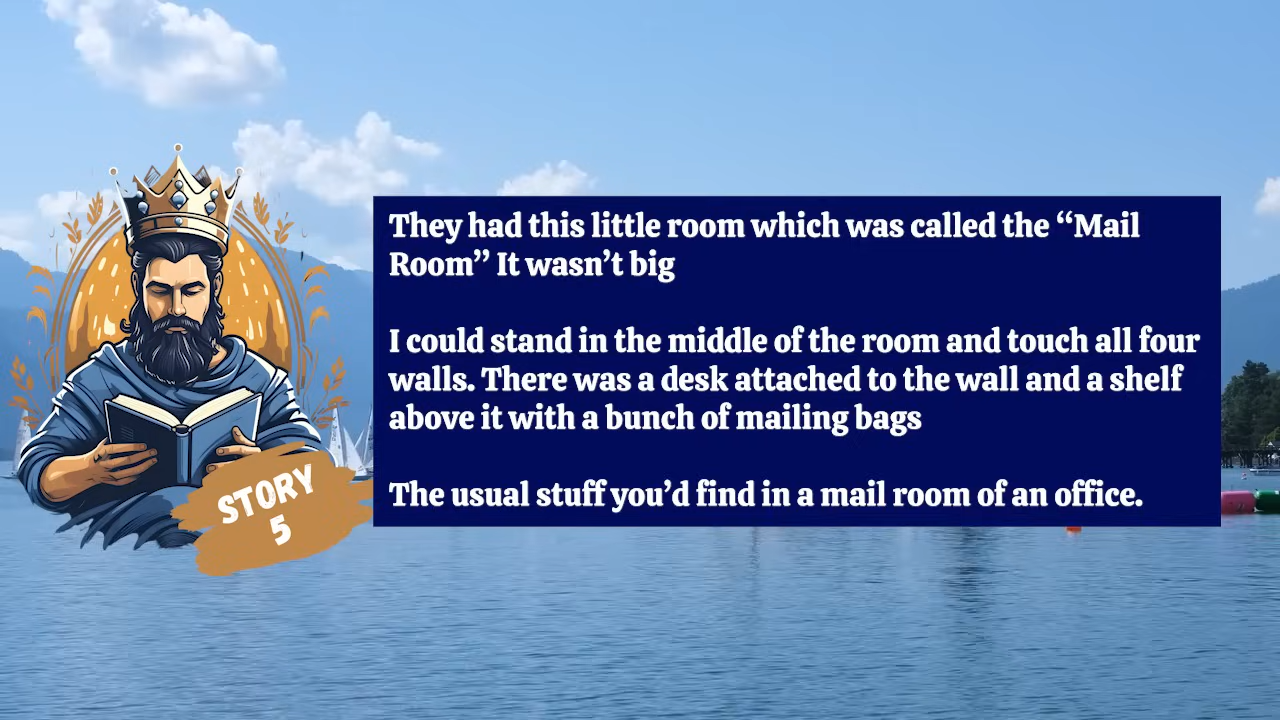 They had this little room which was called the “Mail
Room” It wasn’t big
I could stand in the middle of the room and touch all four
walls. There was a desk attached to the wall and a shelf
above it with a bunch of mailing bags
The usual stuff you’d find in a mail room of an office.
STORY
5